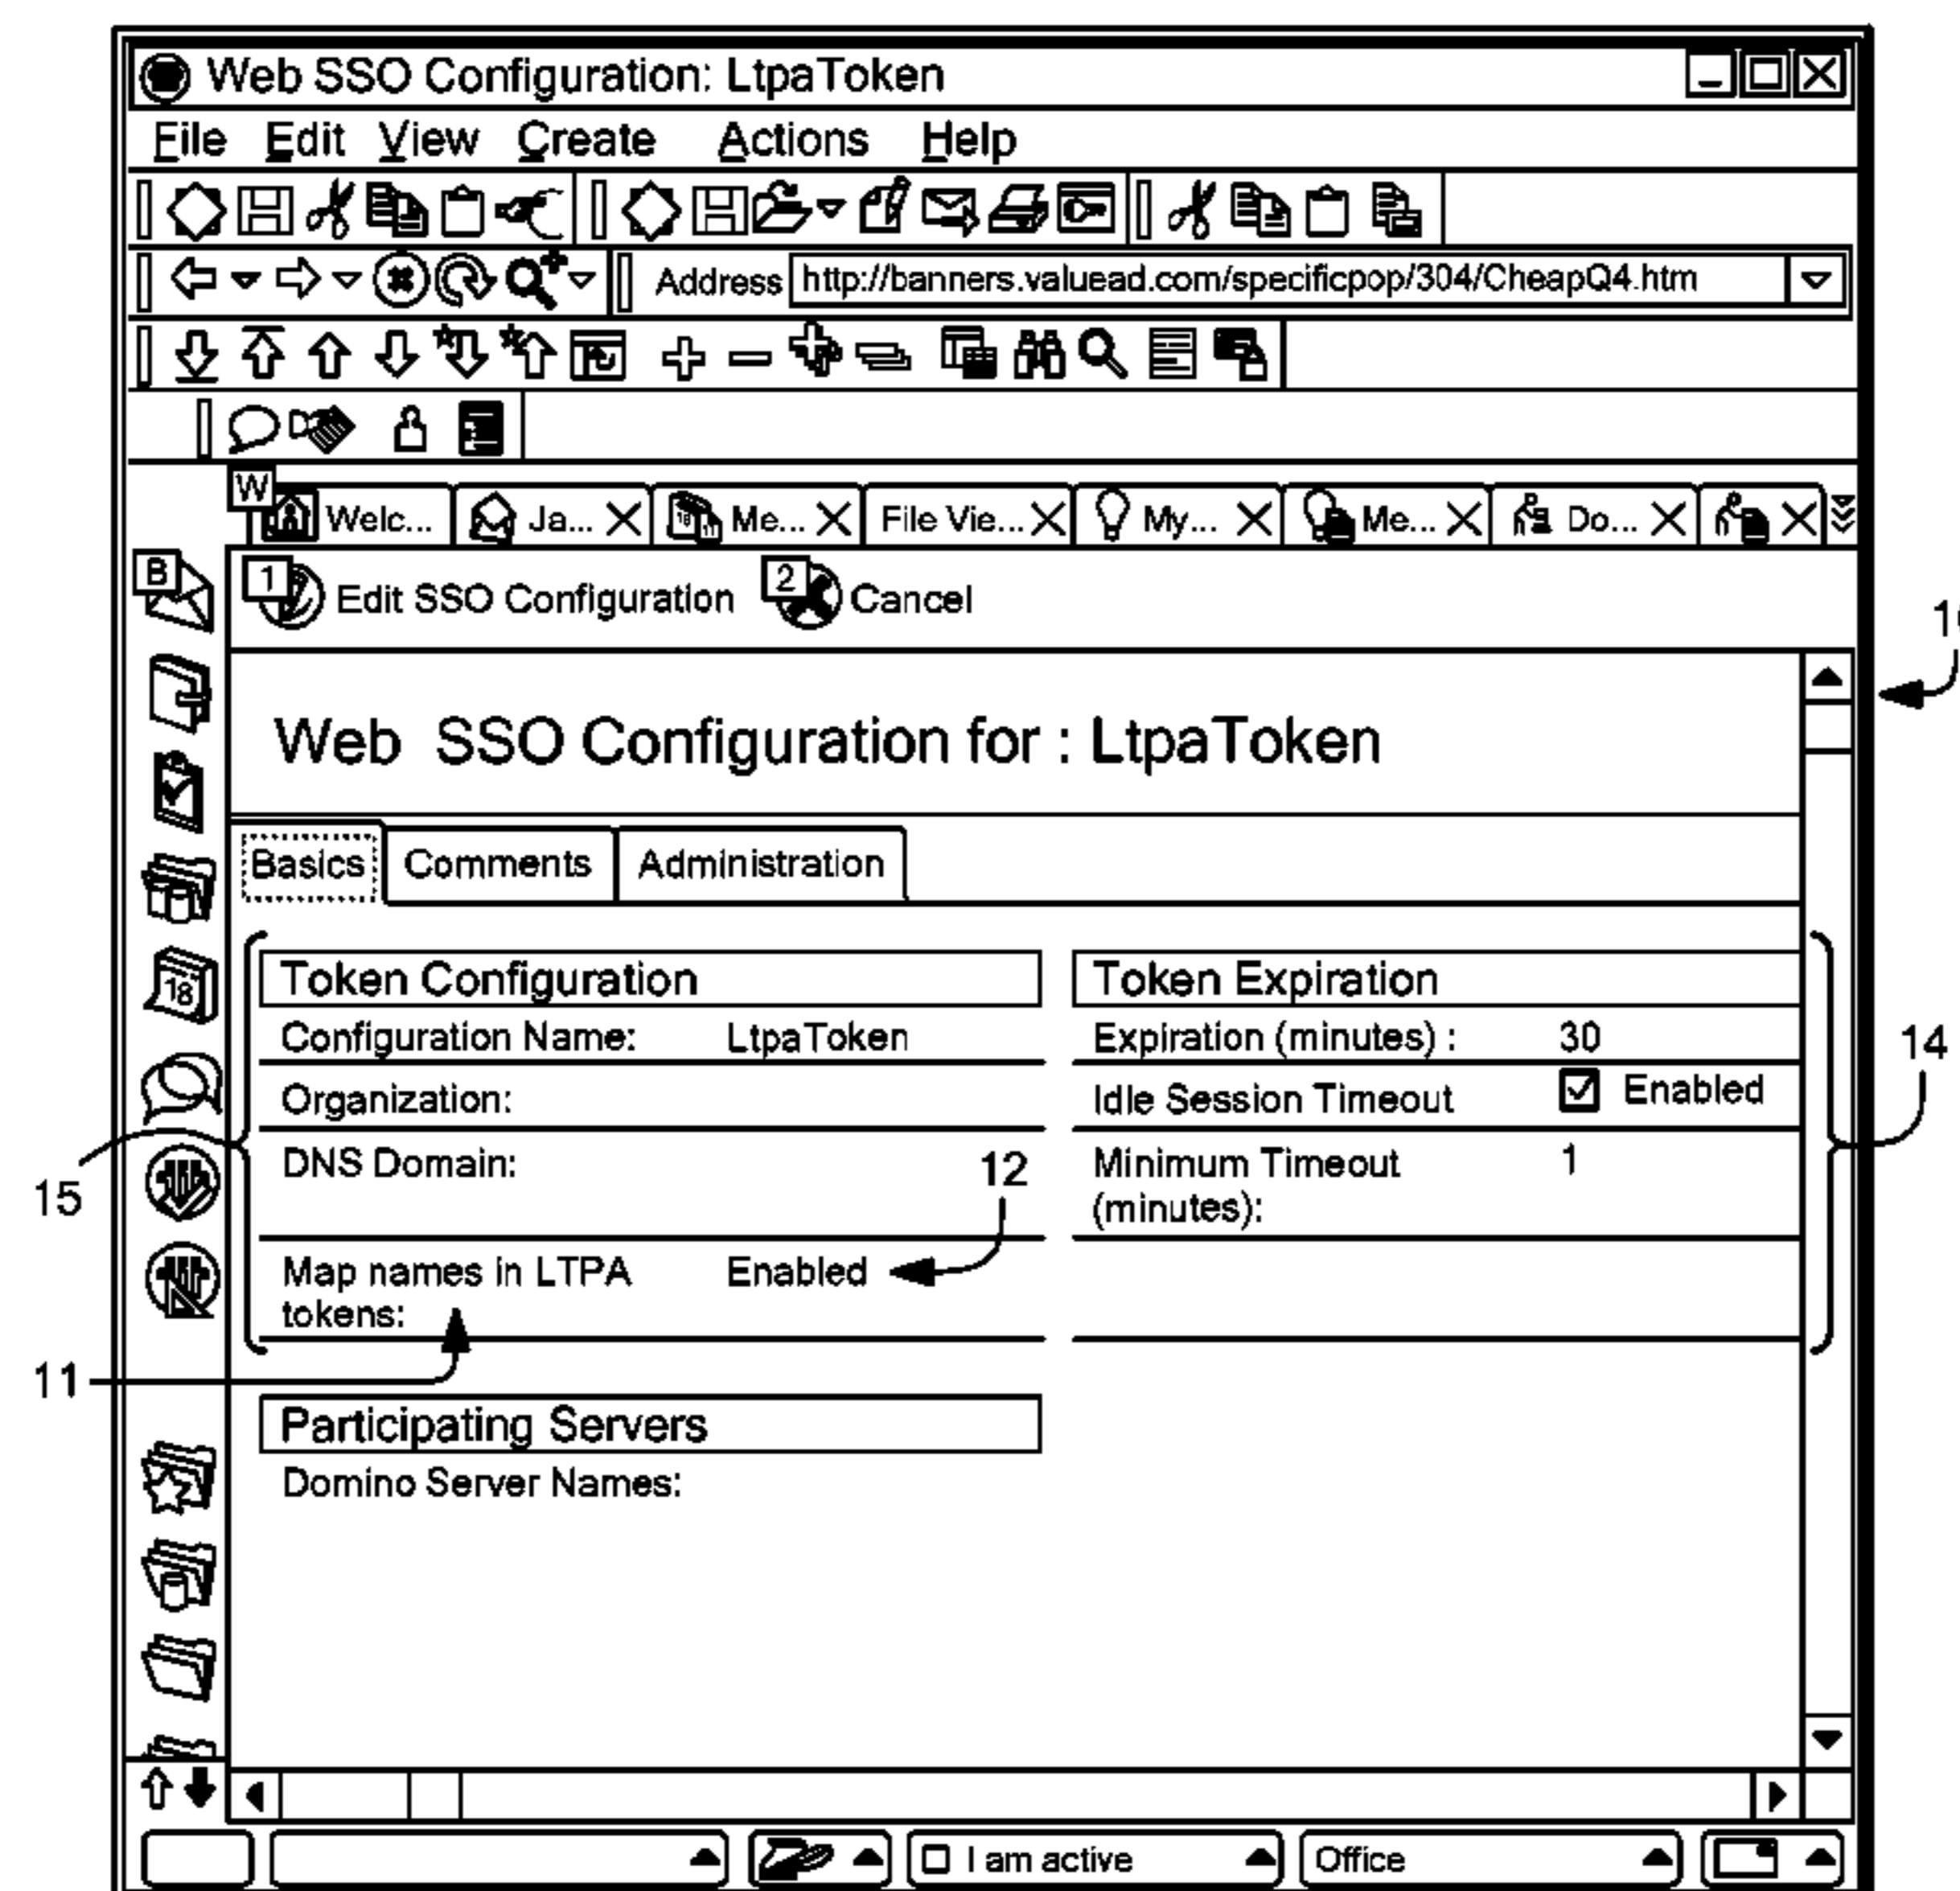 Web SSO Configuration: LtpaToken
File Edit View Create Actions Help
Address http://banners.valuead.com/specificpop/304/CheapQ4.htm
W
Welc... Ja... Me... File Vie... My... Me... Do...
B
1 Edit SSO Configuration 2 Cancel
Web SSO Configuration for : LtpaToken
Basics Comments Administration
Token Configuration Token Expiration
18
Configuration Name: LtpaToken Expiration (minutes) : 30
14
Organization: Idle Session Timeout Enabled
DNS Domain: 12 Minimum Timeout 1
15 (minutes):
Map names in LTPA Enabled
tokens:
11
Participating Servers
Domino Server Names:
I am active Office